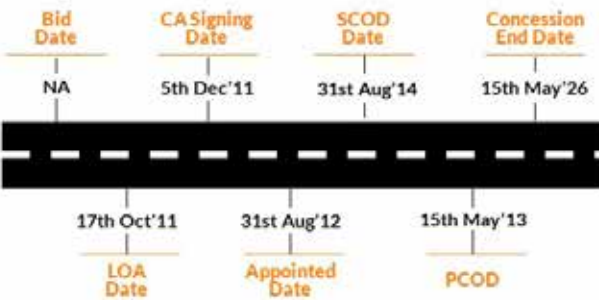 Bid
Date
NA
CA Signing
Date
5th Dec'11
SCOD
Date
31st Aug'14
Concession
End Date
15th May'26
17th Oct'11
LOA
Date
31st Aug'12
Appointed
Date
15th May'13
PCOD